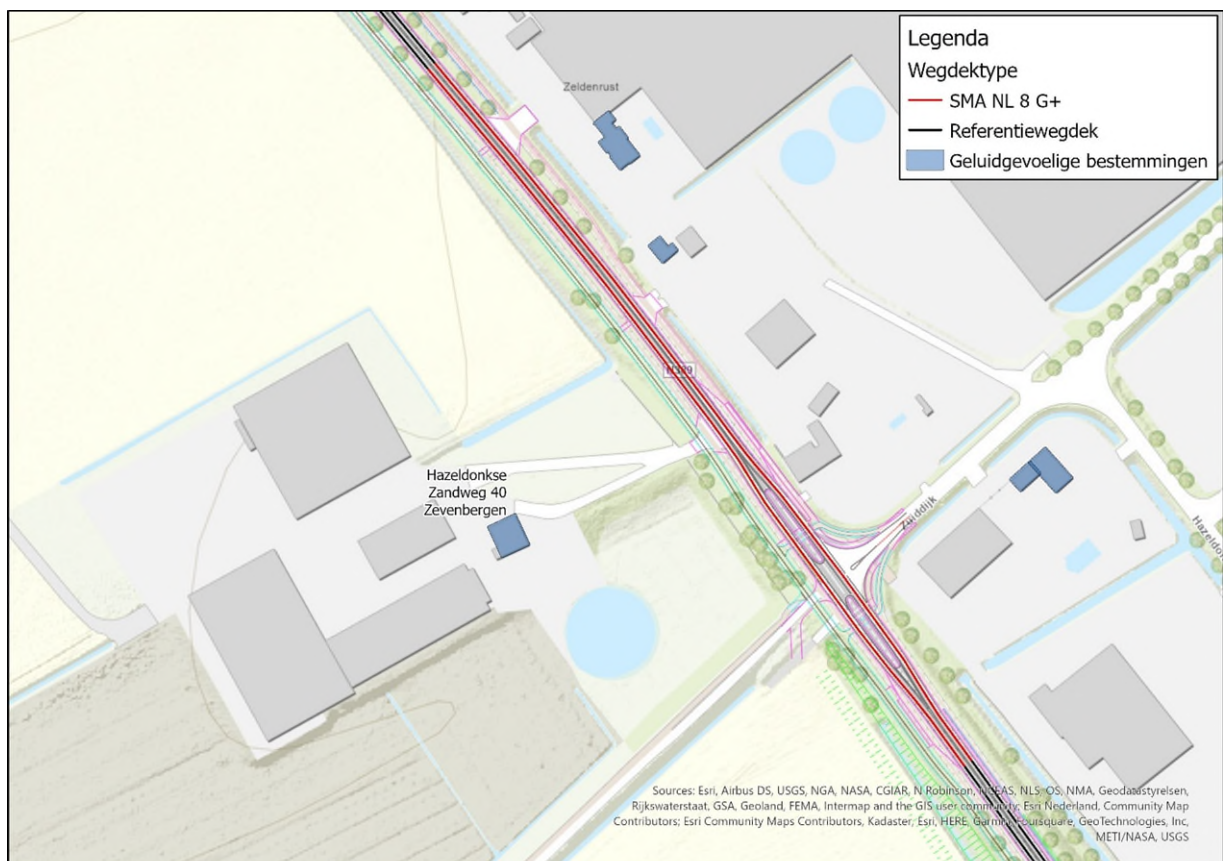 Legenda
Wegdektype
SMA NL 8 G+
Referentiewegdek
Geluidgevoelige bestemmingen
Zeldenrust
N389
Hazeldonkse
Zandweg 40
Zevenbergen
Zuiddijk
Sources: Esri, Airbus DS, USGS, NGA, NASA, CGIAR, N Robinson, NCEAS, NLS, OS, NMA, Geodatastyrelsen,
Rijkswaterstaat, GSA, Geoland, FEMA, Intermap and the GIS user community; Esri Nederland, Community Map
Contributors; Esri Community Maps Contributors, Kadaster, Esri, HERE, Garmin, Foursquare, GeoTechnologies, Inc,
METI/NASA, USGS